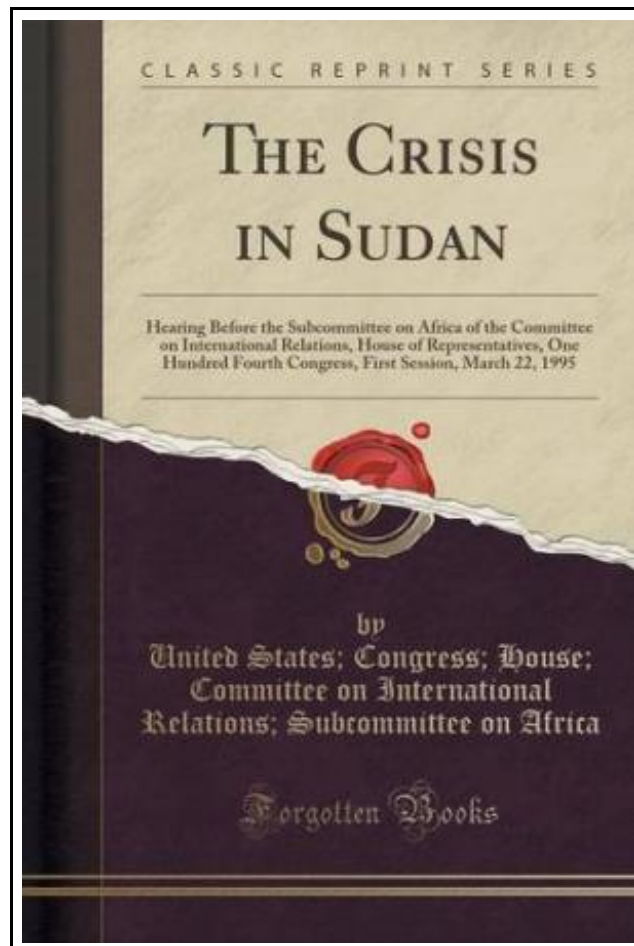 CLASSIC REPRINT SERIES
THE CRISIS
IN SUDAN
Hearing Before the Subcommittee on Africa of the Committee
on International Relations, House of Representatives, One
Hundred Fourth Congress, First Session, March 22, 1995
F
by
United States; Congress; House;
Committee on International
Relations; Subcommittee on Africa
Forgotten Books